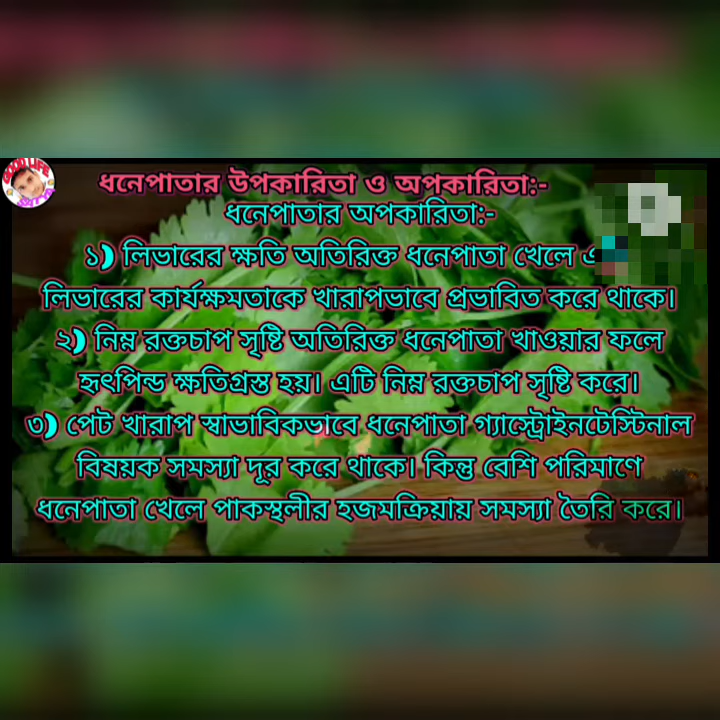 GOOD LIFE
ধনেপাতার উপকারিতা ও অপকারিতা:-
ধনেপাতার অপকারিতা:-
১) লিভারের ক্ষতি অতিরিক্ত ধনেপাতা খেলে
লিভারের কার্যক্ষমতাকে খারাপভাবে প্রভাবিত করে থাকে।
২) নিম্ন রক্তচাপ সৃষ্টি অতিরিক্ত ধনেপাতা খাওয়ার ফলে
হৃৎপিন্ড ক্ষতিগ্রস্ত হয়। এটি নিম্ন রক্তচাপ সৃষ্টি করে।
৩) পেট খারাপ স্বাভাবিকভাবে ধনেপাতা গ্যাস্ট্রোইনটেস্টিনাল
বিষয়ক সমস্যা দূর করে থাকে। কিন্তু বেশি পরিমাণে
ধনেপাতা খেলে পাকস্থলীর হজমক্রিয়ায় সমস্যা তৈরি করে।